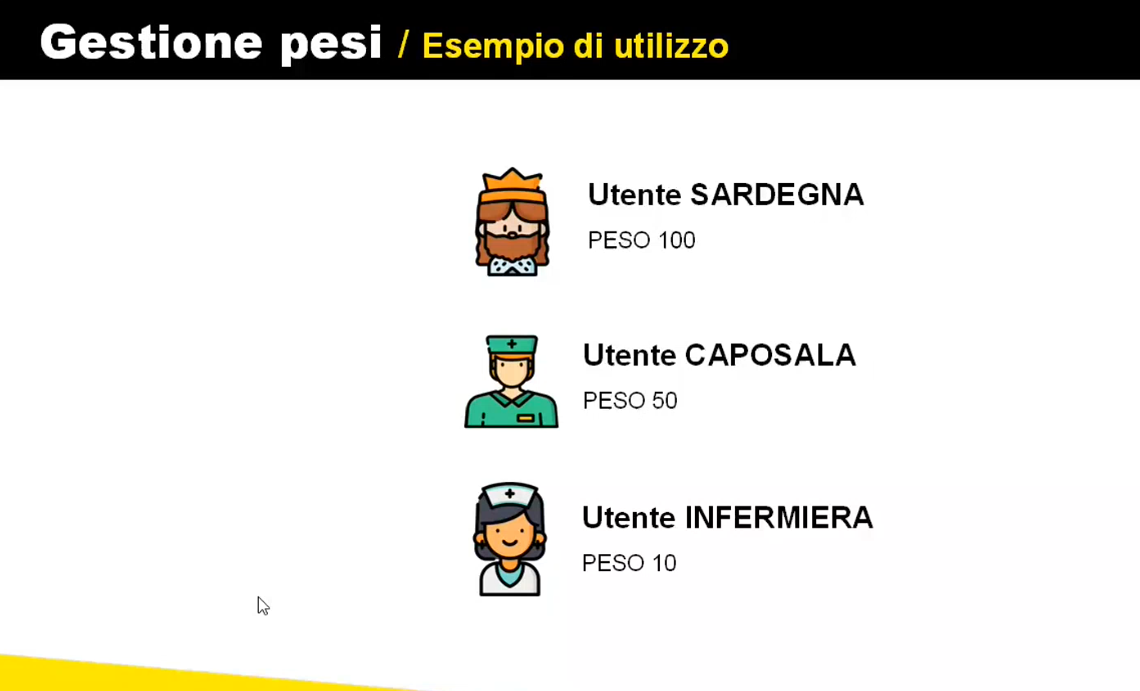 Gestione pesi / Esempio di utilizzo
Utente SARDEGNA
PESO 100
Utente CAPOSALA
PESO 50
Utente INFERMIERA
PESO 10